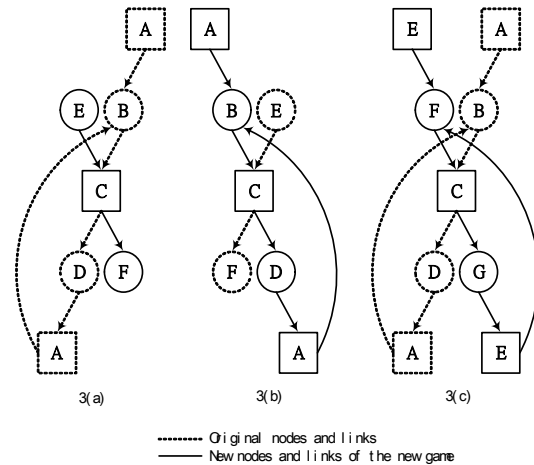 A A E A
E B B E F B
C C C
D F F D D G
A A A E
3(a) 3(b) 3(c)
Original nodes and links
New nodes and links of the new game